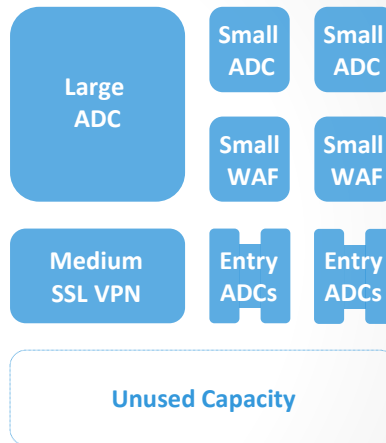 Large
ADC
Small
ADC
Small
ADC
Small
WAF
Small
WAF
Medium
SSL VPN
Entry
ADCs
Entry
ADCs
Unused Capacity